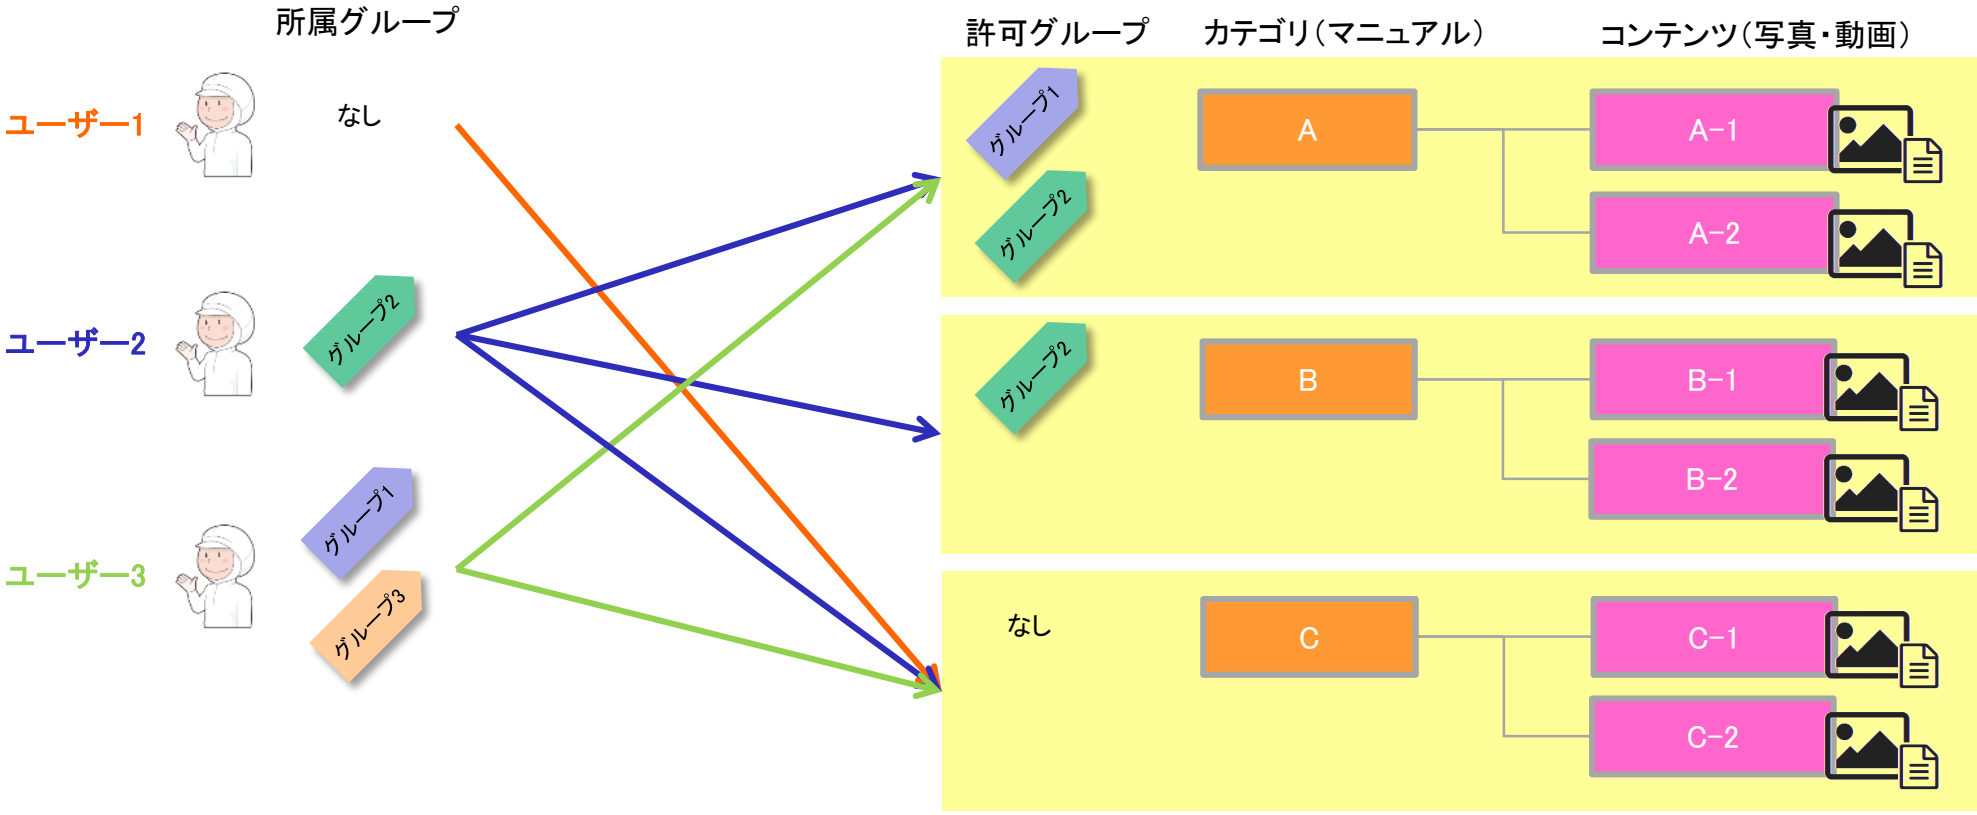 所属グループ
許可グループ
カテゴリ(マニュアル)
コンテンツ(写真・動画)
ユーザー1
なし
グループ1
グループ2
A
A-1
A-2
ユーザー2
グループ2
グループ2
B
B-1
B-2
ユーザー3
グループ1
グループ3
なし
C
C-1
C-2